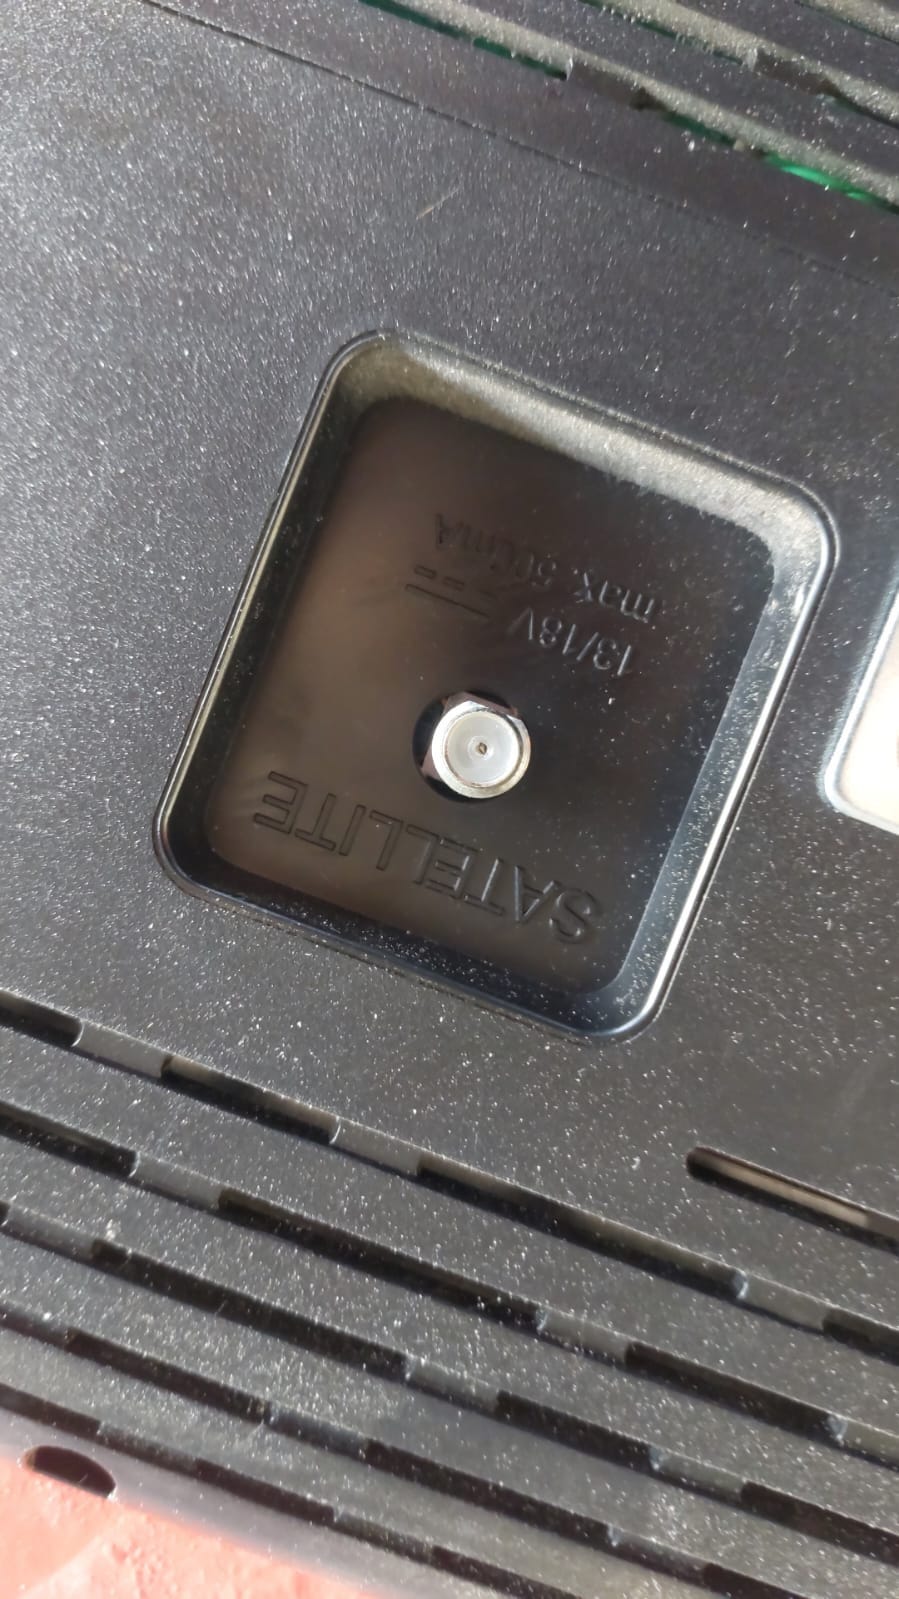 SATELLITE
13/18V ⎓
max. 500mA